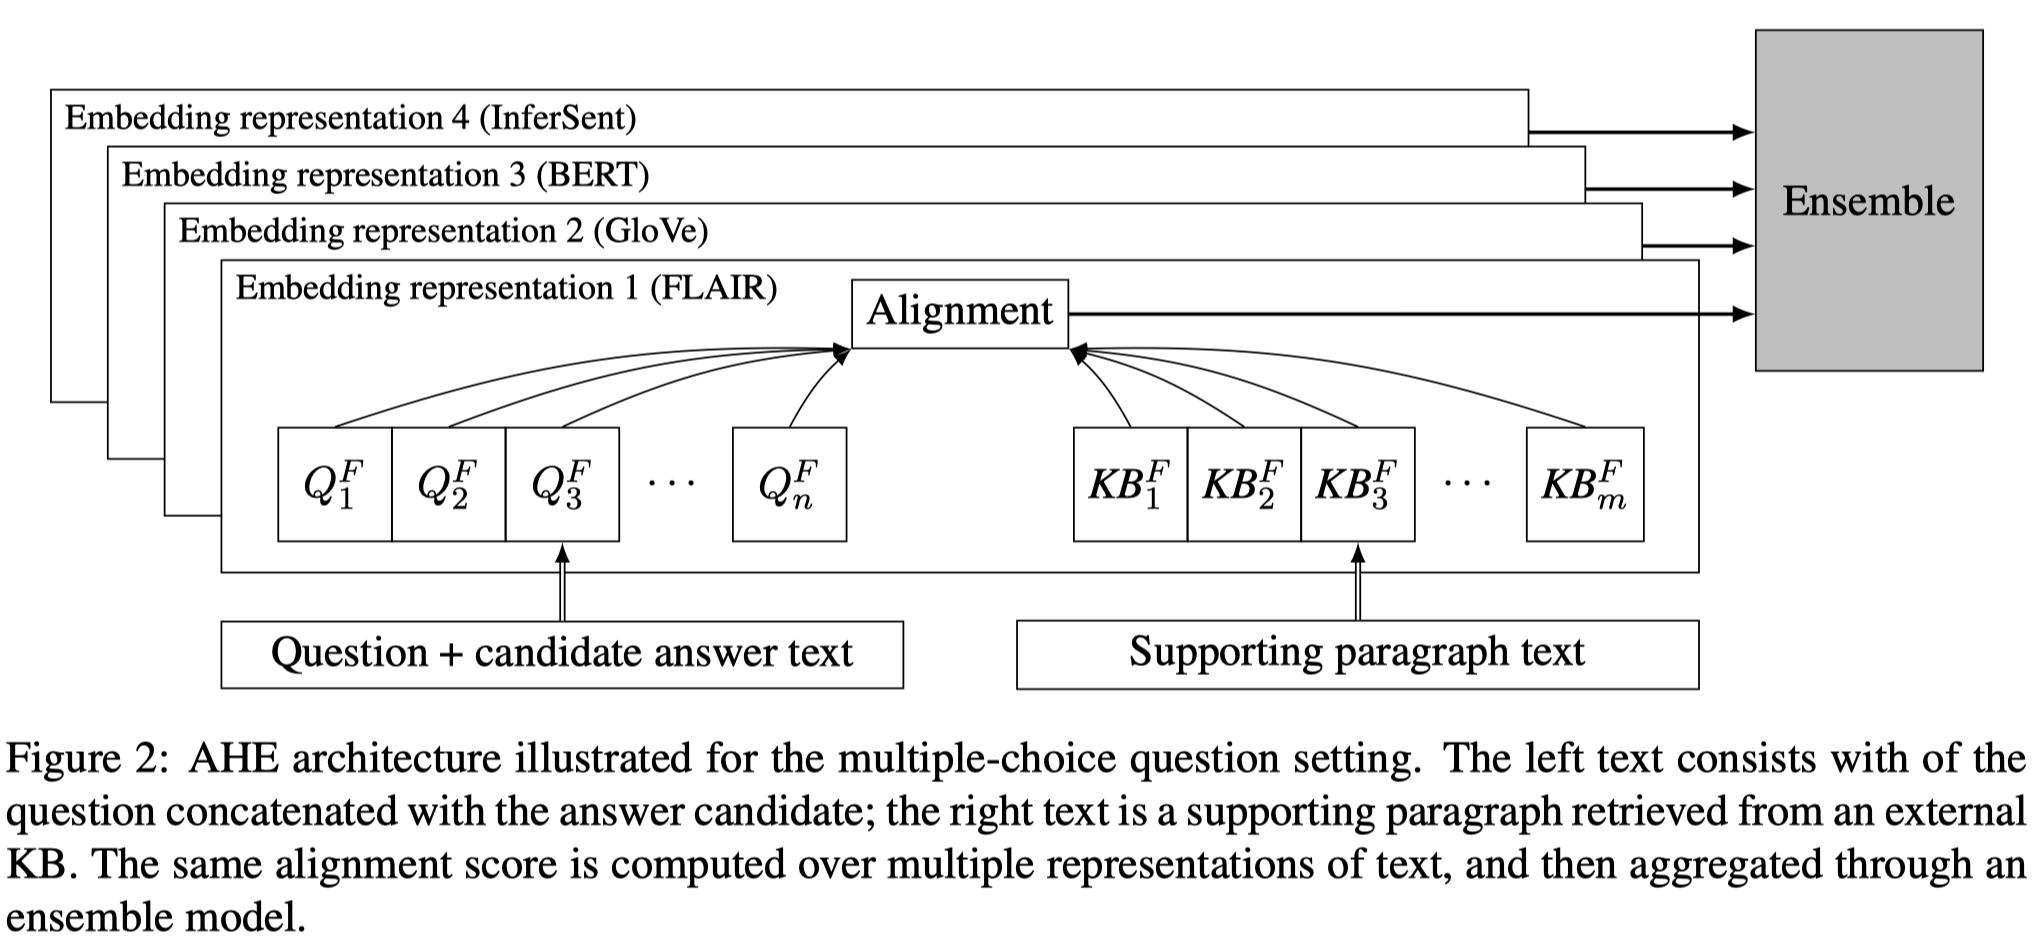 Embedding representation 4 (InferSent)
Embedding representation 3 (BERT)
Embedding representation 2 (GloVe)
Embedding representation 1 (FLAIR)
Alignment
Ensemble
Q_1^F Q_2^F Q_3^F ··· Q_n^F KB_1^F KB_2^F KB_3^F ··· KB_m^F
Question + candidate answer text
Supporting paragraph text
Figure 2: AHE architecture illustrated for the multiple-choice question setting. The left text consists with of the
question concatenated with the answer candidate; the right text is a supporting paragraph retrieved from an external
KB. The same alignment score is computed over multiple representations of text, and then aggregated through an
ensemble model.